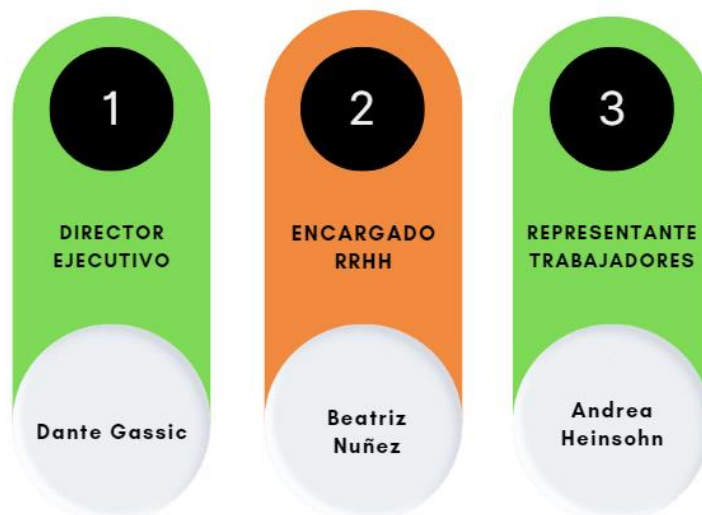 1
DIRECTOR
EJECUTIVO
Dante Gassic
2
ENCARGADO
RRHH
Beatriz
Nuñez
3
REPRESENTANTE
TRABAJADORES
Andrea
Heinsohn